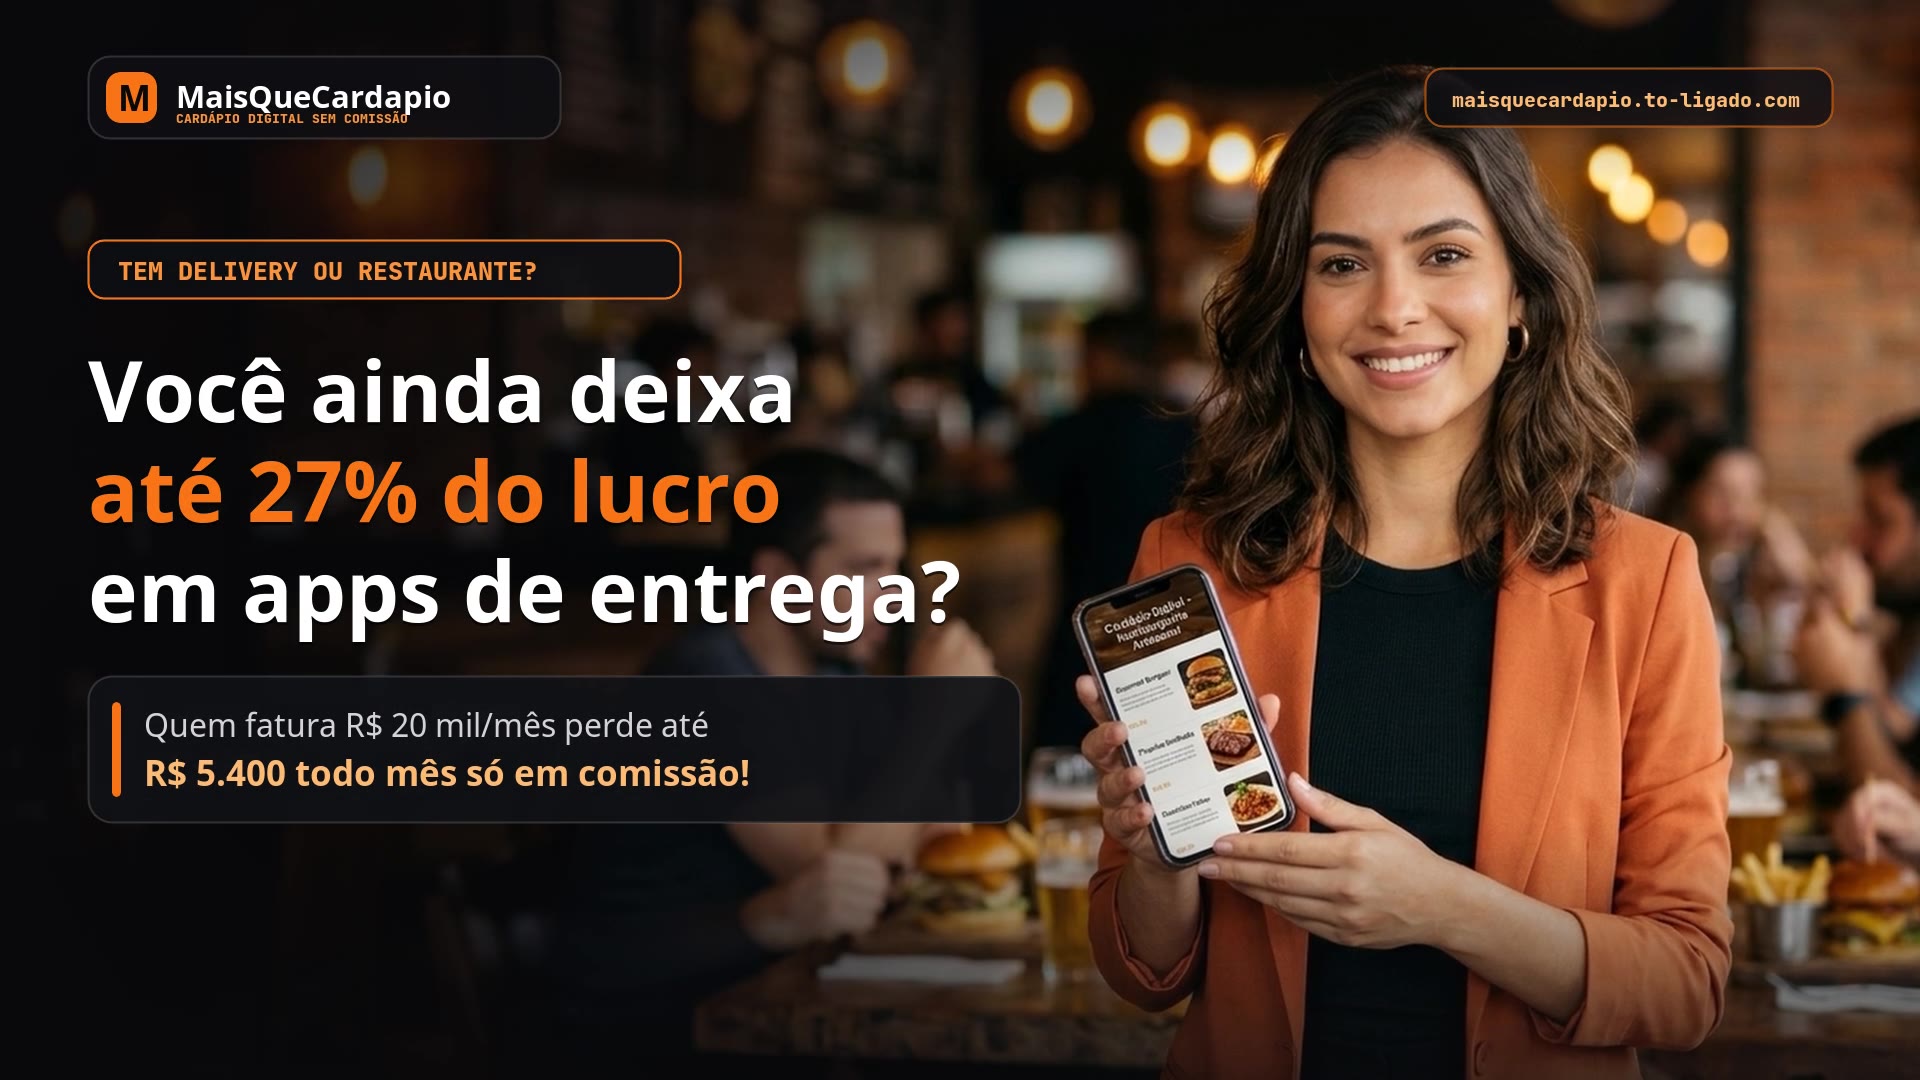 M
MaisQueCardapio
CARDÁPIO DIGITAL SEM COMISSÃO
maisquecardapio.to-ligado.com
TEM DELIVERY OU RESTAURANTE?
Você ainda deixa
até 27% do lucro
em apps de entrega?
Quem fatura R$ 20 mil/mês perde até
R$ 5.400 todo mês só em comissão!